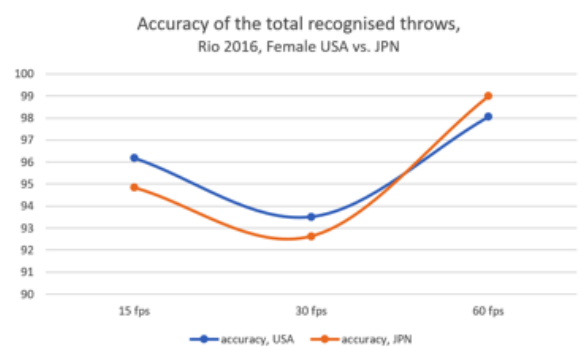 Accuracy of the total recognised throws,
Rio 2016, Female USA vs. JPN
100
99
98
97
96
95
94
93
92
91
90
15 fps 30 fps 60 fps
accuracy, USA accuracy, JPN